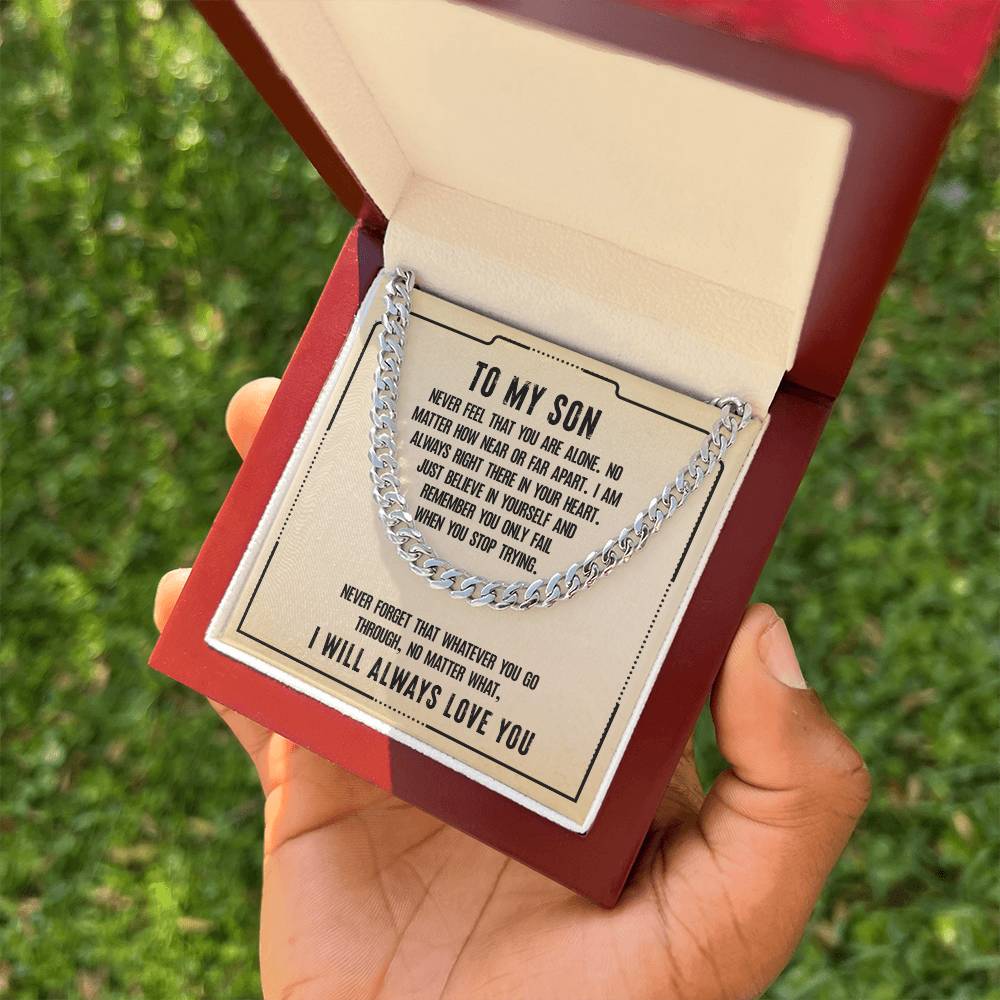 TO MY SON
NEVER FEEL THAT YOU ARE ALONE. NO
MATTER HOW NEAR OR FAR APART. I AM
ALWAYS RIGHT THERE IN YOUR HEART.
JUST BELIEVE IN YOURSELF AND
REMEMBER YOU ONLY FAIL
WHEN YOU STOP TRYING.
NEVER FORGET THAT WHATEVER YOU GO
THROUGH, NO MATTER WHAT,
I WILL ALWAYS LOVE YOU